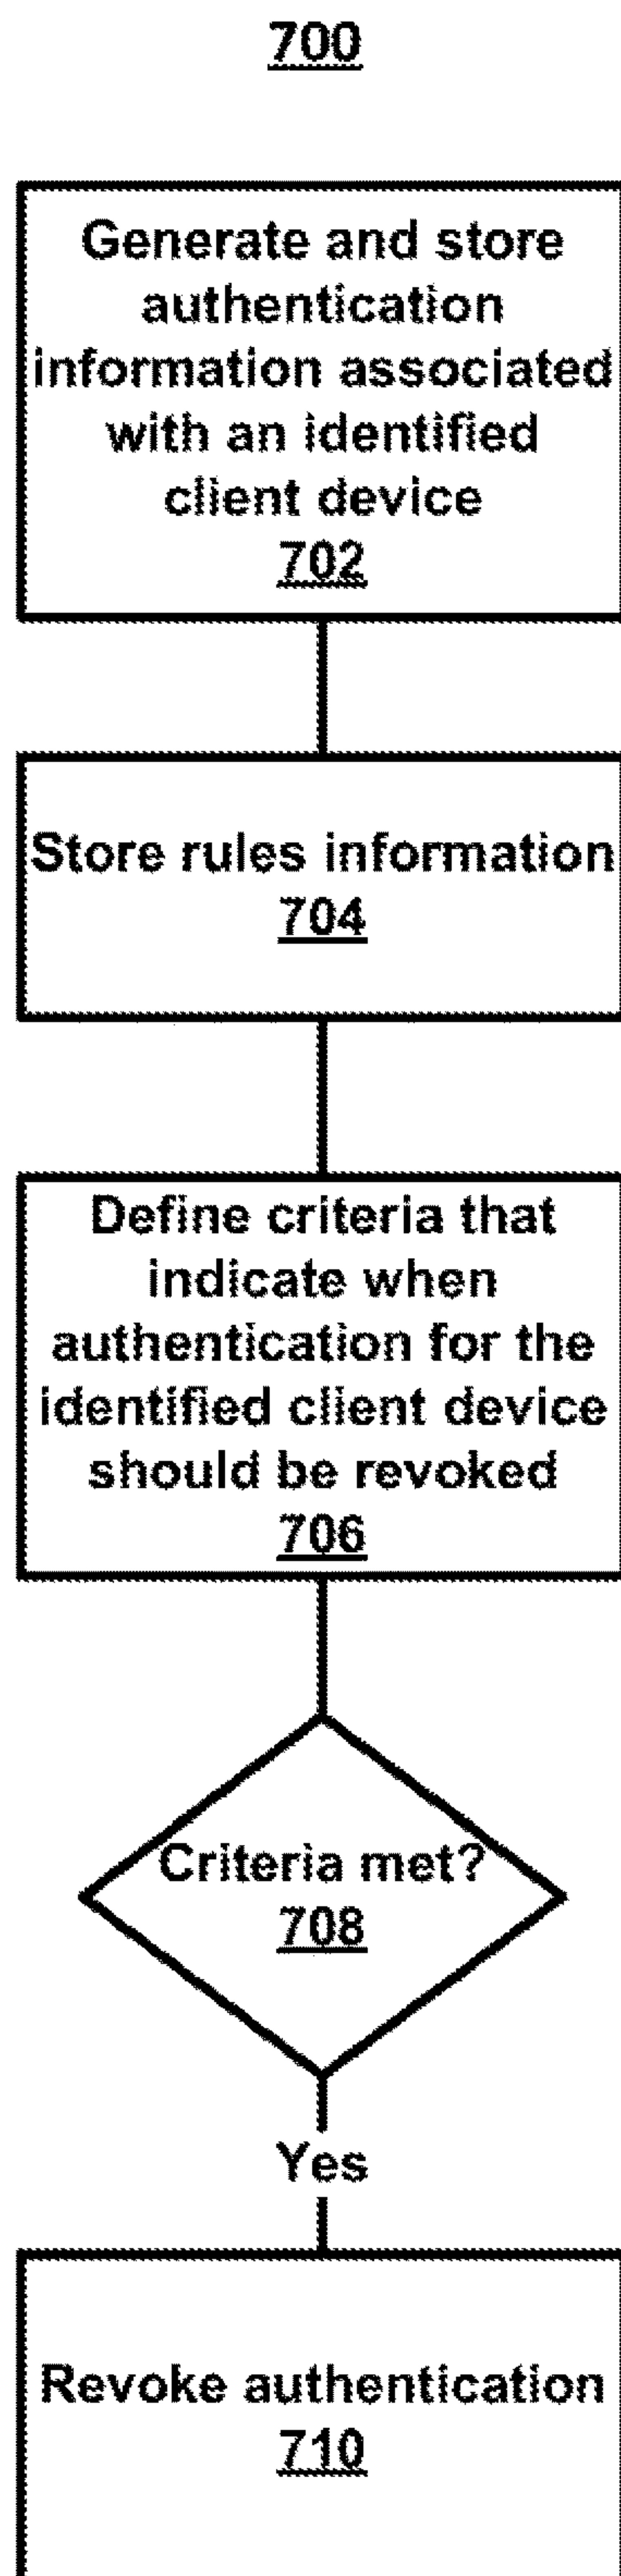 700
Generate and store
authentication
information associated
with an identified
client device
702
Store rules information
704
Define criteria that
indicate when
authentication for the
identified client device
should be revoked
706
Criteria met?
708
Yes
Revoke authentication
710